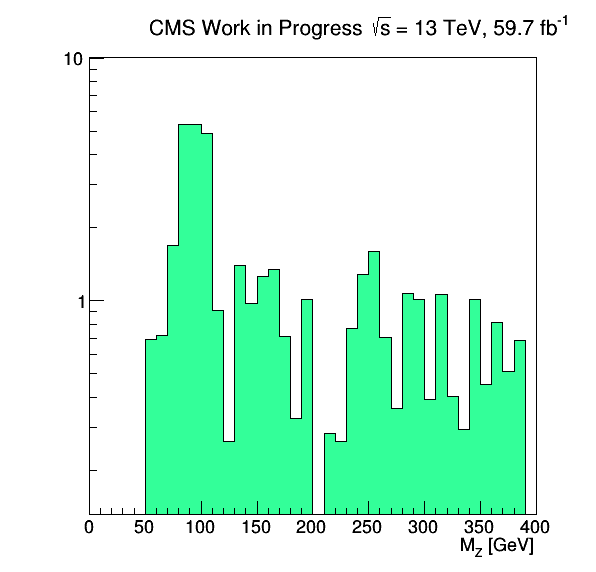 CMS Work in Progress √s = 13 TeV, 59.7 fb⁻¹
10
1
0 50 100 150 200 250 300 350 400
M_Z [GeV]